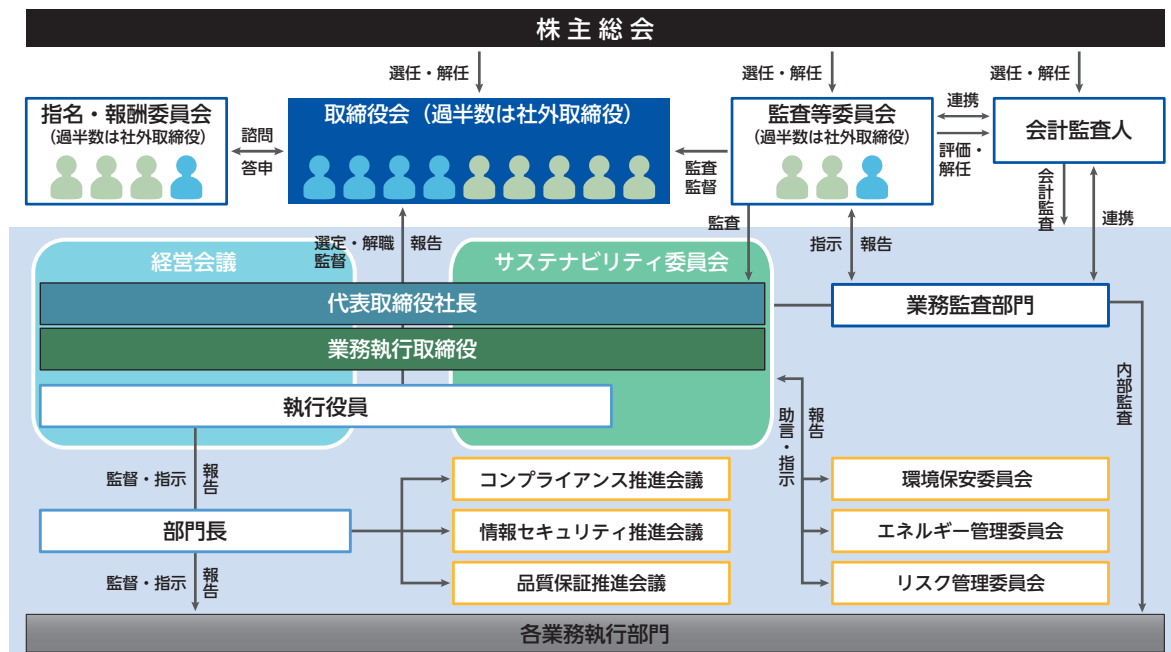 株主総会
選任・解任
選任・解任
選任・解任
指名・報酬委員会
(過半数は社外取締役)
諮問
答申
取締役会（過半数は社外取締役）
監査
監督
監査等委員会
(過半数は社外取締役)
連携
評価・
解任
会計監査人
会計監査
連携
選定・解職
監督
報告
監査
指示
報告
経営会議
サステナビリティ委員会
代表取締役社長
業務執行取締役
執行役員
業務監査部門
内部監査
助言・指示
報告
監督・指示
報告
部門長
コンプライアンス推進会議
情報セキュリティ推進会議
品質保証推進会議
環境保安委員会
エネルギー管理委員会
リスク管理委員会
監督・指示
報告
各業務執行部門